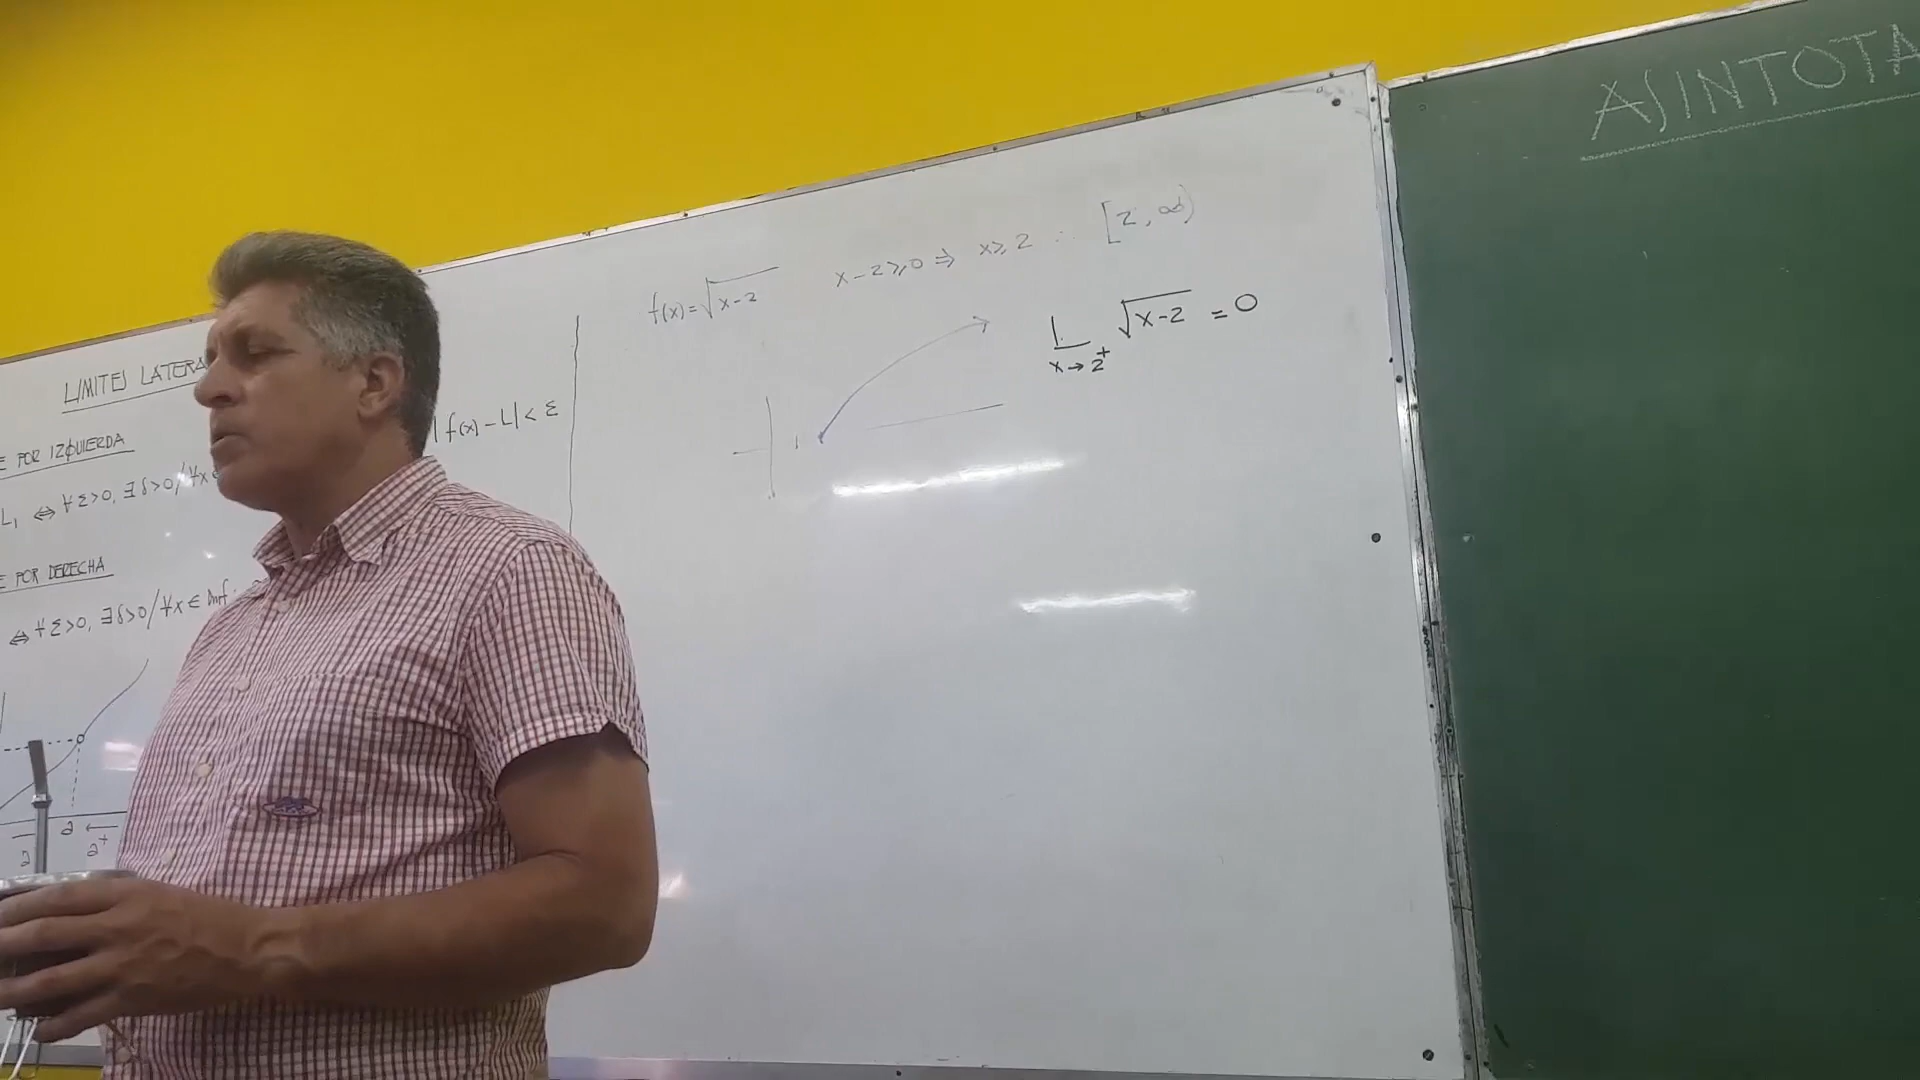 LIMITES LATERA
E POR IZQUIERDA
L₁ ⇔ ∀ε>0, ∃δ>0/∀x∈
|f(x)-L|<ε
E POR DERECHA
⇔ ∀ε>0, ∃δ>0/∀x∈Dmf
a
a a⁺
f(x)=√x-2 x-2⩾0 ⇒ x⩾2 ∴ [2,∞)
L √x-2 = 0
x→2⁺
ASINTOTA